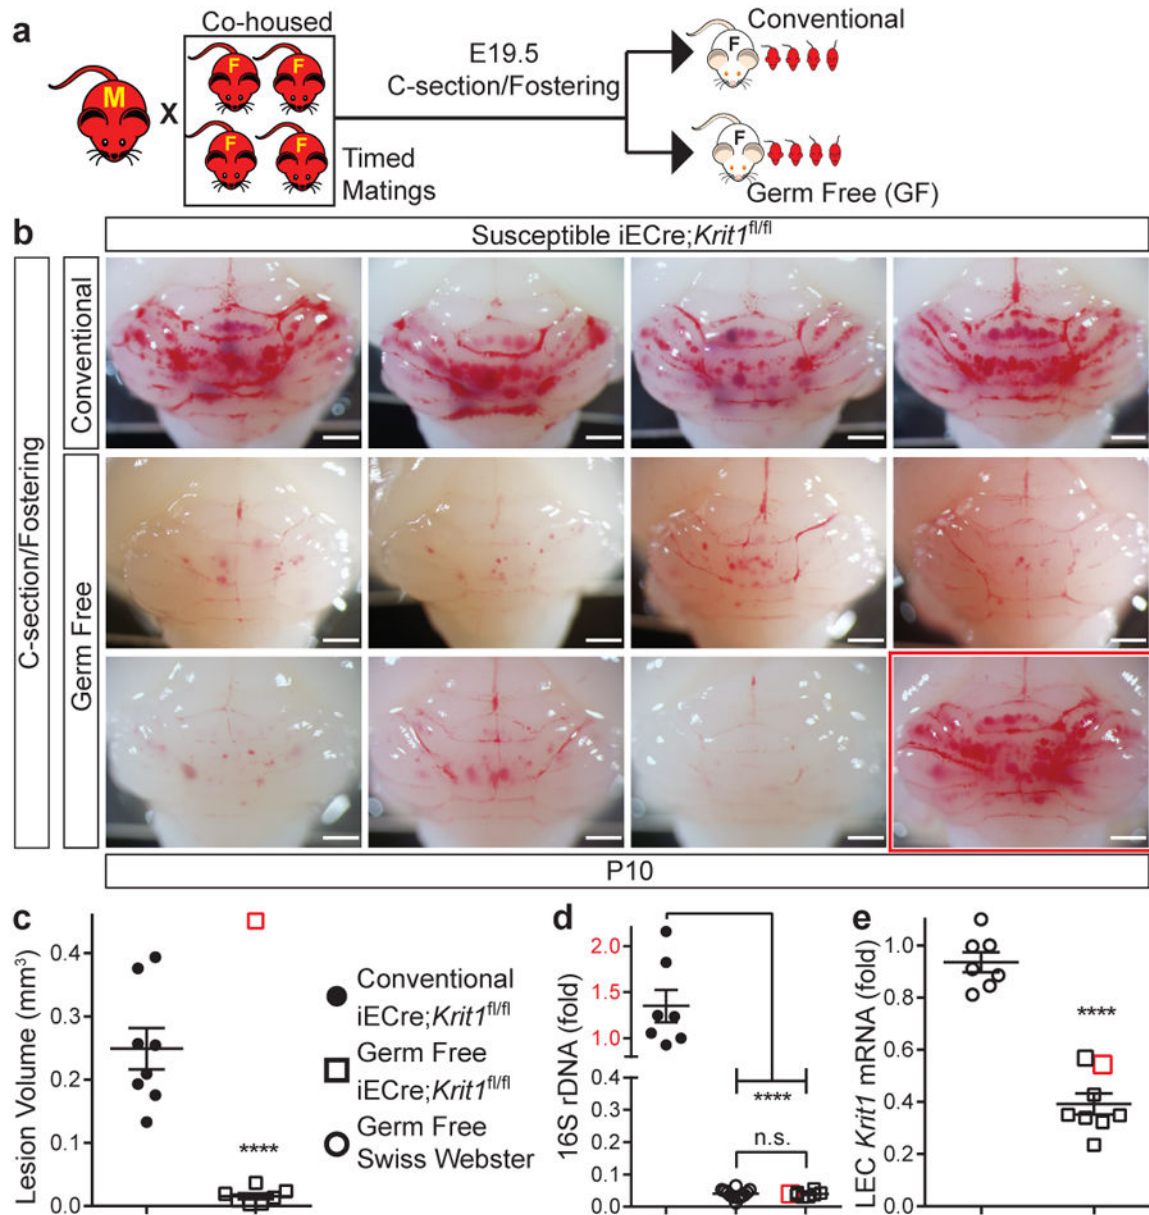 a
Co-housed
M
X
F
F
F
F
Timed
Matings
E19.5
C-section/Fostering
Conventional
F
F
Germ Free (GF)
b
Susceptible iECre;Krit1fl/fl
C-section/Fostering
Conventional
Germ Free
P10
c
Lesion Volume (mm³)
0.4
0.3
0.2
0.1
0.0
****
Conventional
iECre;Krit1fl/fl
Germ Free
iECre;Krit1fl/fl
Germ Free
Swiss Webster
d
16S rDNA (fold)
2.0
1.5
1.0
0.4
0.3
0.2
0.1
0.0
****
n.s.
e
LEC Krit1 mRNA (fold)
1.0
0.8
0.6
0.4
0.2
0.0
****